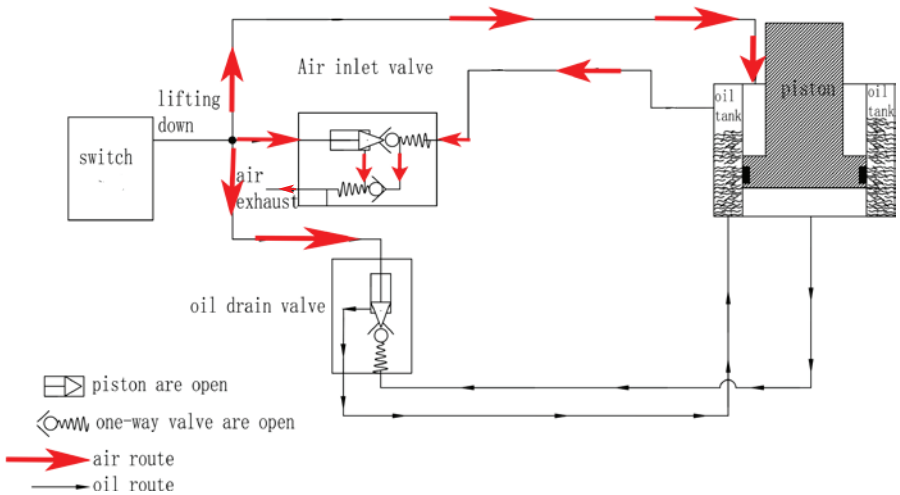 Air inlet valve
lifting
down
switch
air
exhaust
oil
tank
piston
oil
tank
oil drain valve
piston are open
one-way valve are open
air route
oil route